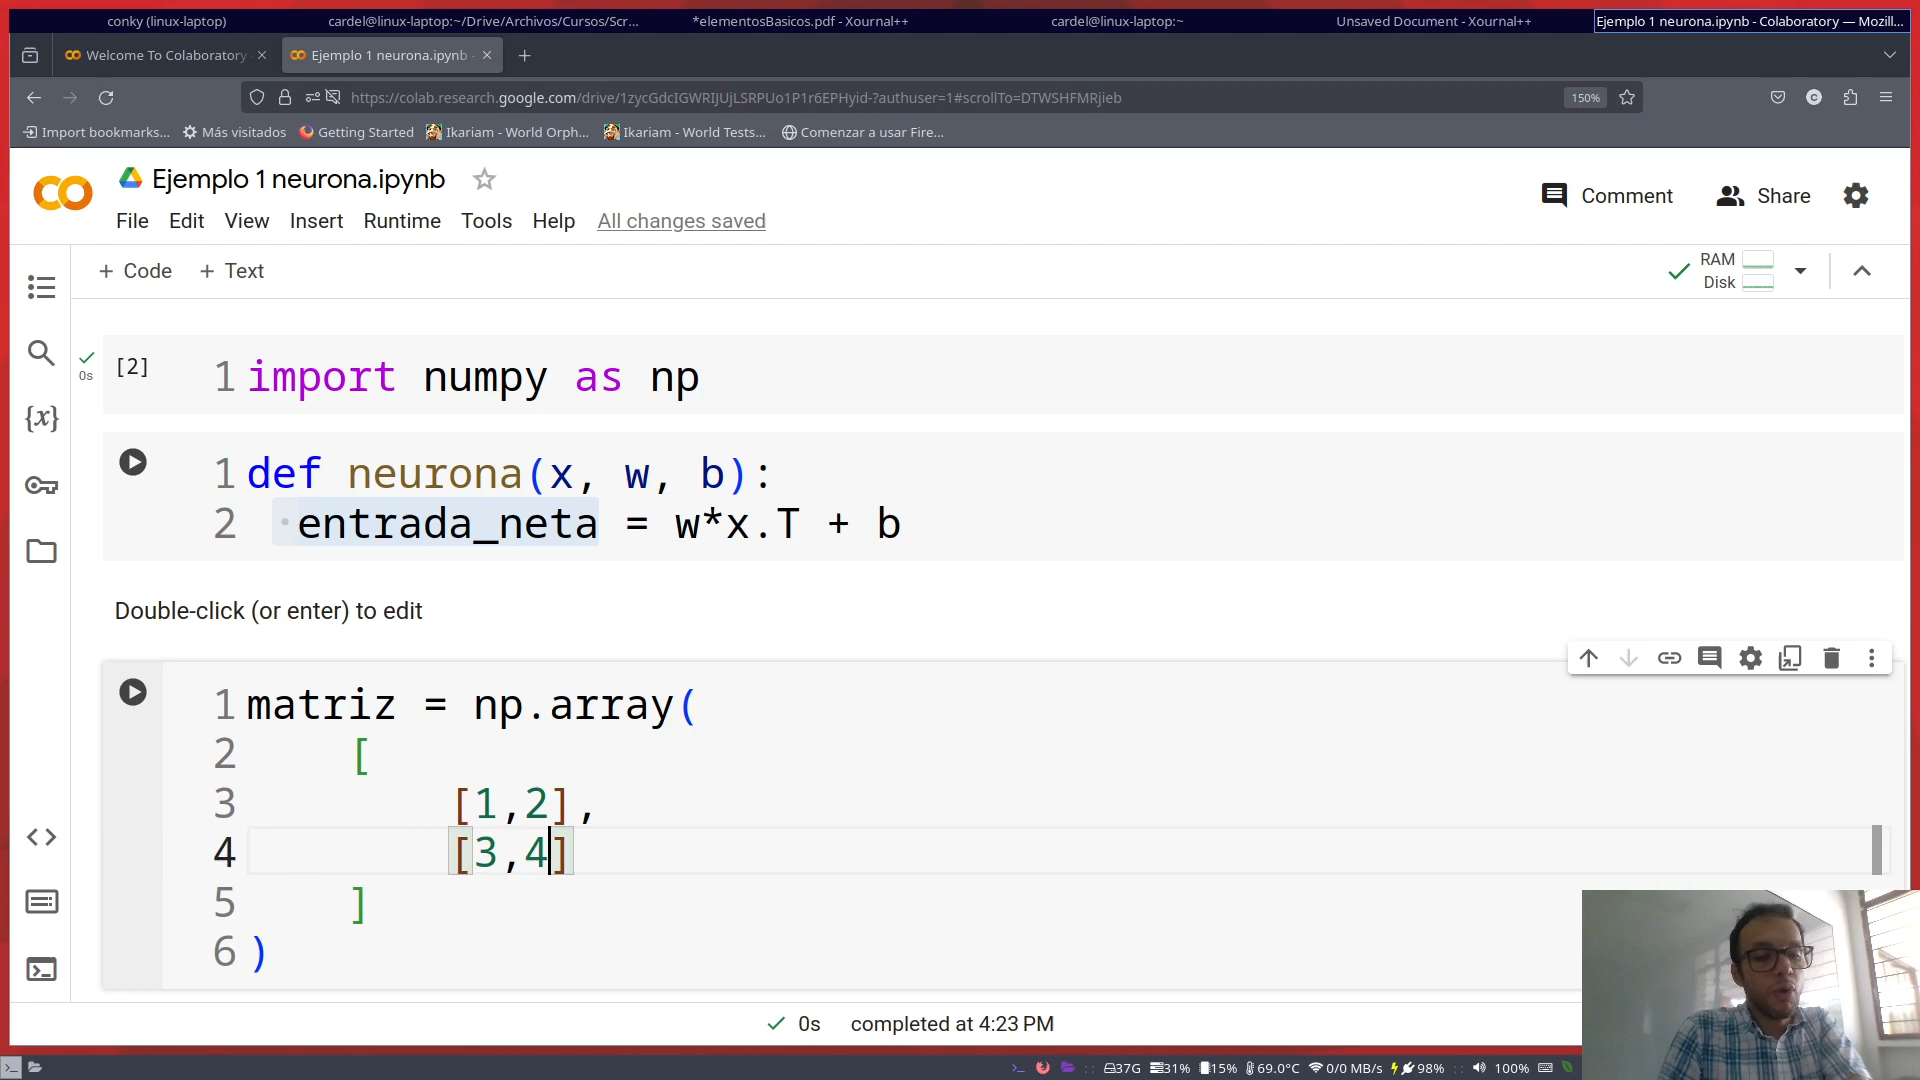 conky (linux-laptop)
cardel@linux-laptop:~/Drive/Archivos/Cursos/Scr...
*elementosBasicos.pdf - Xournal++
cardel@linux-laptop:~
Unsaved Document - Xournal++
Ejemplo 1 neurona.ipynb - Colaboratory — Mozill...
Welcome To Colaboratory
Ejemplo 1 neurona.ipynb -
https://colab.research.google.com/drive/1zycGdcIGWRIJUjLSRPUo1P1r6EPHyid-?authuser=1#scrollTo=DTWSHFMRjieb
150%
Import bookmarks...
Más visitados
Getting Started
Ikariam - World Orph...
Ikariam - World Tests...
Comenzar a usar Fire...
Ejemplo 1 neurona.ipynb
Comment
Share
File Edit View Insert Runtime Tools Help All changes saved
+ Code + Text
RAM
Disk
[2]
0s
1 import numpy as np
1 def neurona(x, w, b):
2 entrada_neta = w*x.T + b
Double-click (or enter) to edit
1 matriz = np.array(
2 [
3 [1,2],
4 [3,4]
5 ]
6 )
0s completed at 4:23 PM
37G 31% 15% 69.0°C 0/0 MB/s 98% 100%